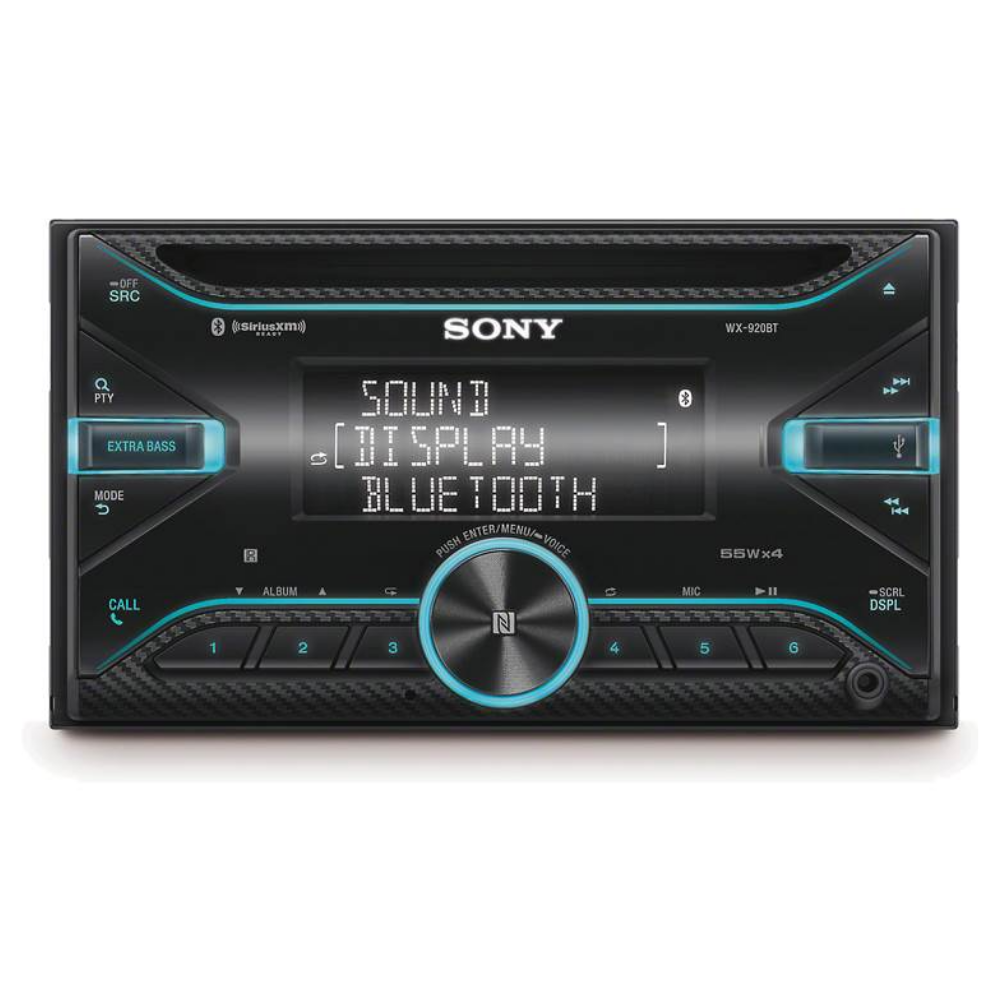 OFF
SRC
SiriusXM
READY
SONY
WX-920BT
PTY
EXTRA BASS
MODE
SOUND
[DISPLAY]
BLUETOOTH
PUSH ENTER/MENU/ VOICE
R
55W x 4
▼ ALBUM ▲
MIC
SCRL
DSPL
CALL
1
2
3
N
4
5
6